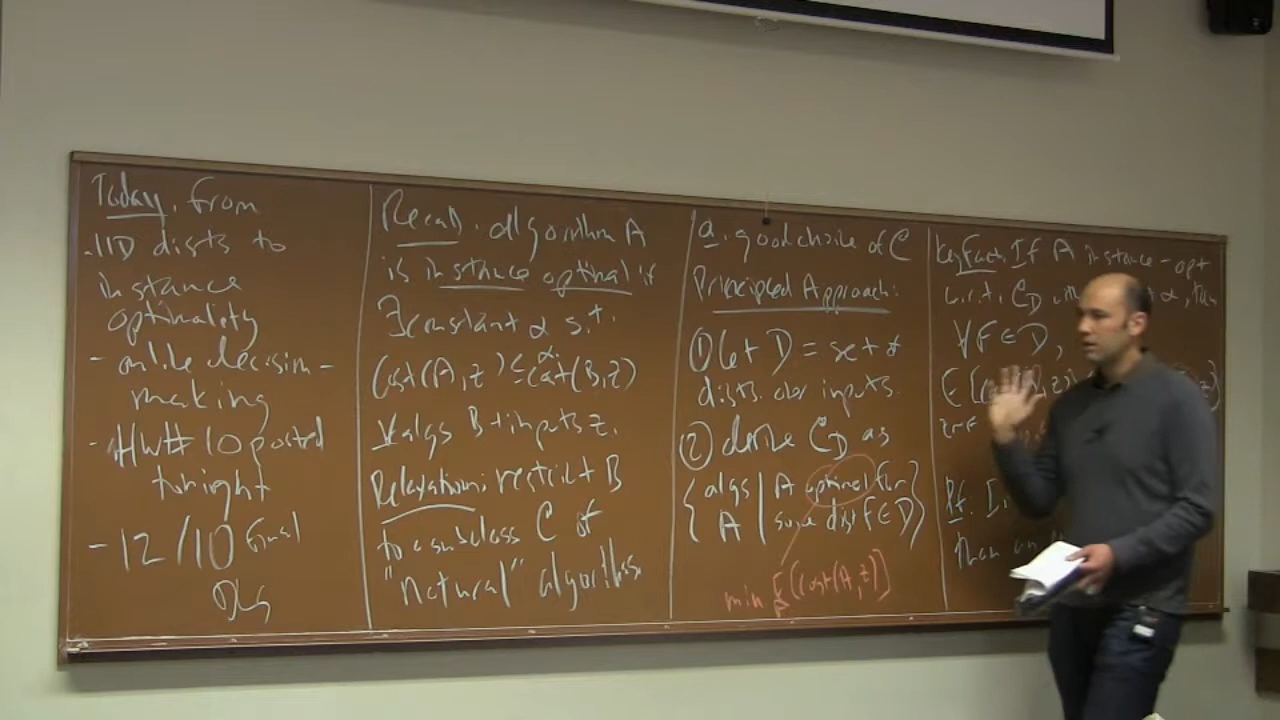 Today: from
IID dists to
instance
optimality
- online decision-
making
- HW#10 posted
tonight
- 12/10 Final
Recall: algorithm A
is instance optimal if
∃ constant α s.t.
Cost(A,z) ≤ α·Cost(B,z)
∀ algs B + inputs z.
Relaxation: restrict B
to a subclass C of
"natural" algorithms.
Q: good choice of C
Principled Approach:
① Let D = set of
dists. over inputs.
② define C_D as
{algs A | A optimal for some dist F ∈ D}
min E[cost(A,z)]
Key Fact: If A instance-opt
w.r.t. C_D, α, then
∀F ∈ D,
E
z~F
Pf:
then